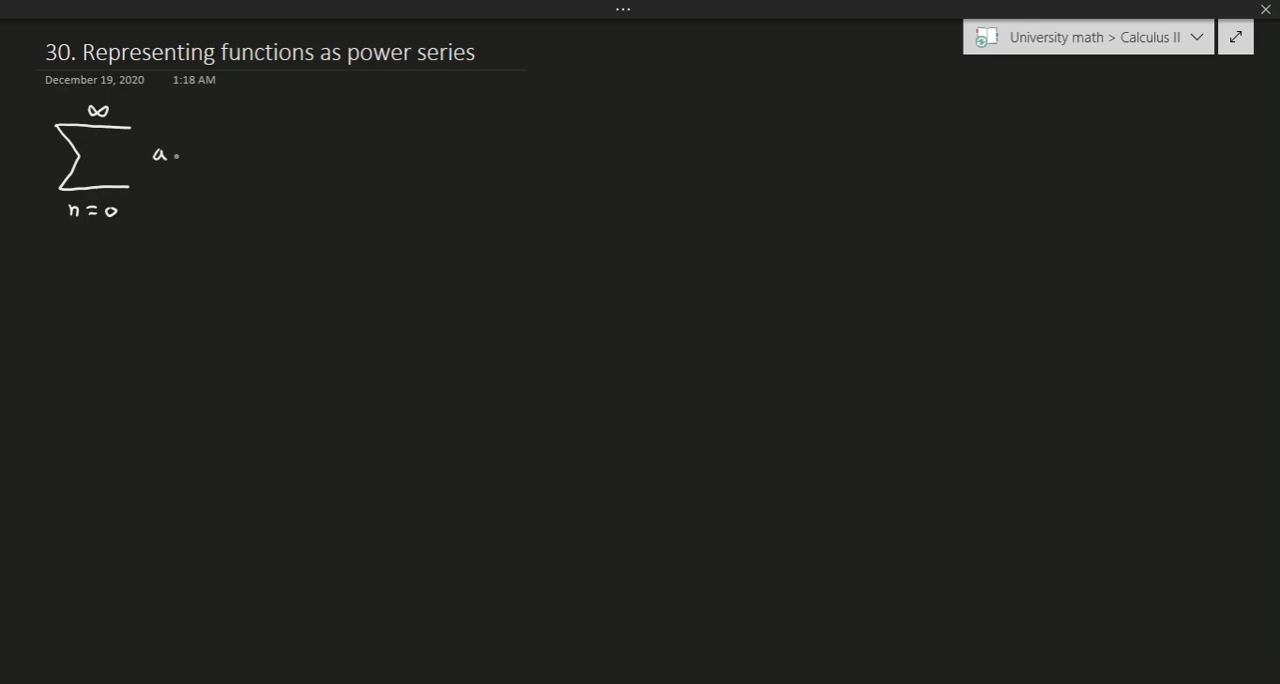 ...
30. Representing functions as power series
University math > Calculus II
December 19, 2020 1:18 AM
∞
∑ a ·
n = 0